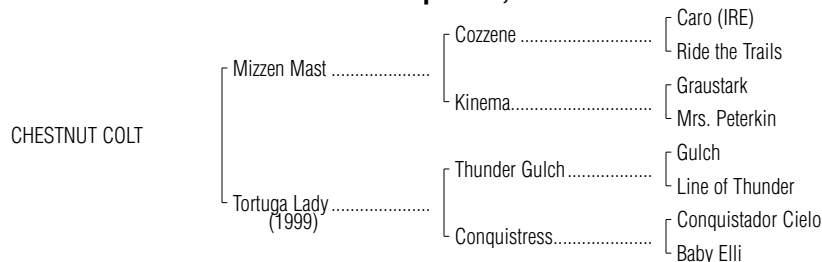 Caro (IRE)
Cozzene ........................
Ride the Trails
Mizzen Mast .....................
Graustark
Kinema..........................
Mrs. Peterkin
CHESTNUT COLT
Gulch
Thunder Gulch ..................
Line of Thunder
Tortuga Lady .....................
(1999)
Conquistador Cielo
Conquistress.....................
Baby Elli